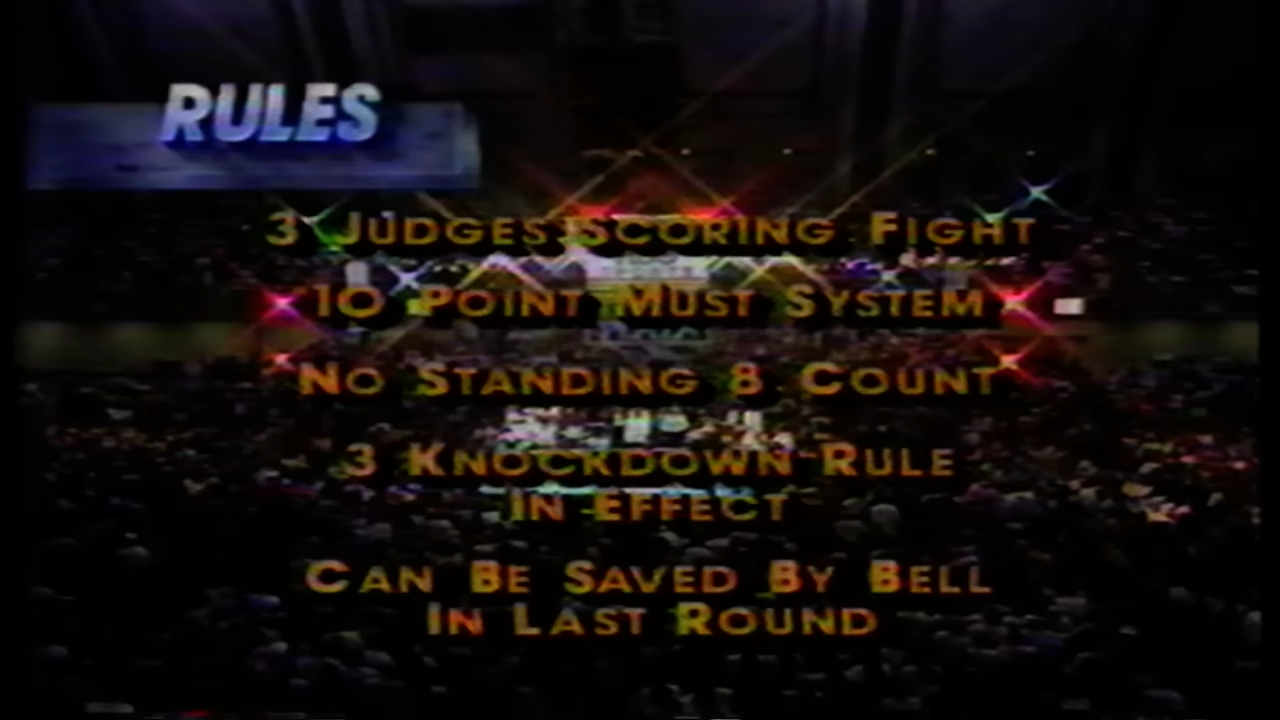 RULES
3 JUDGES SCORING FIGHT
10 POINT MUST SYSTEM
NO STANDING 8 COUNT
3 KNOCKDOWN RULE
IN EFFECT
CAN BE SAVED BY BELL
IN LAST ROUND